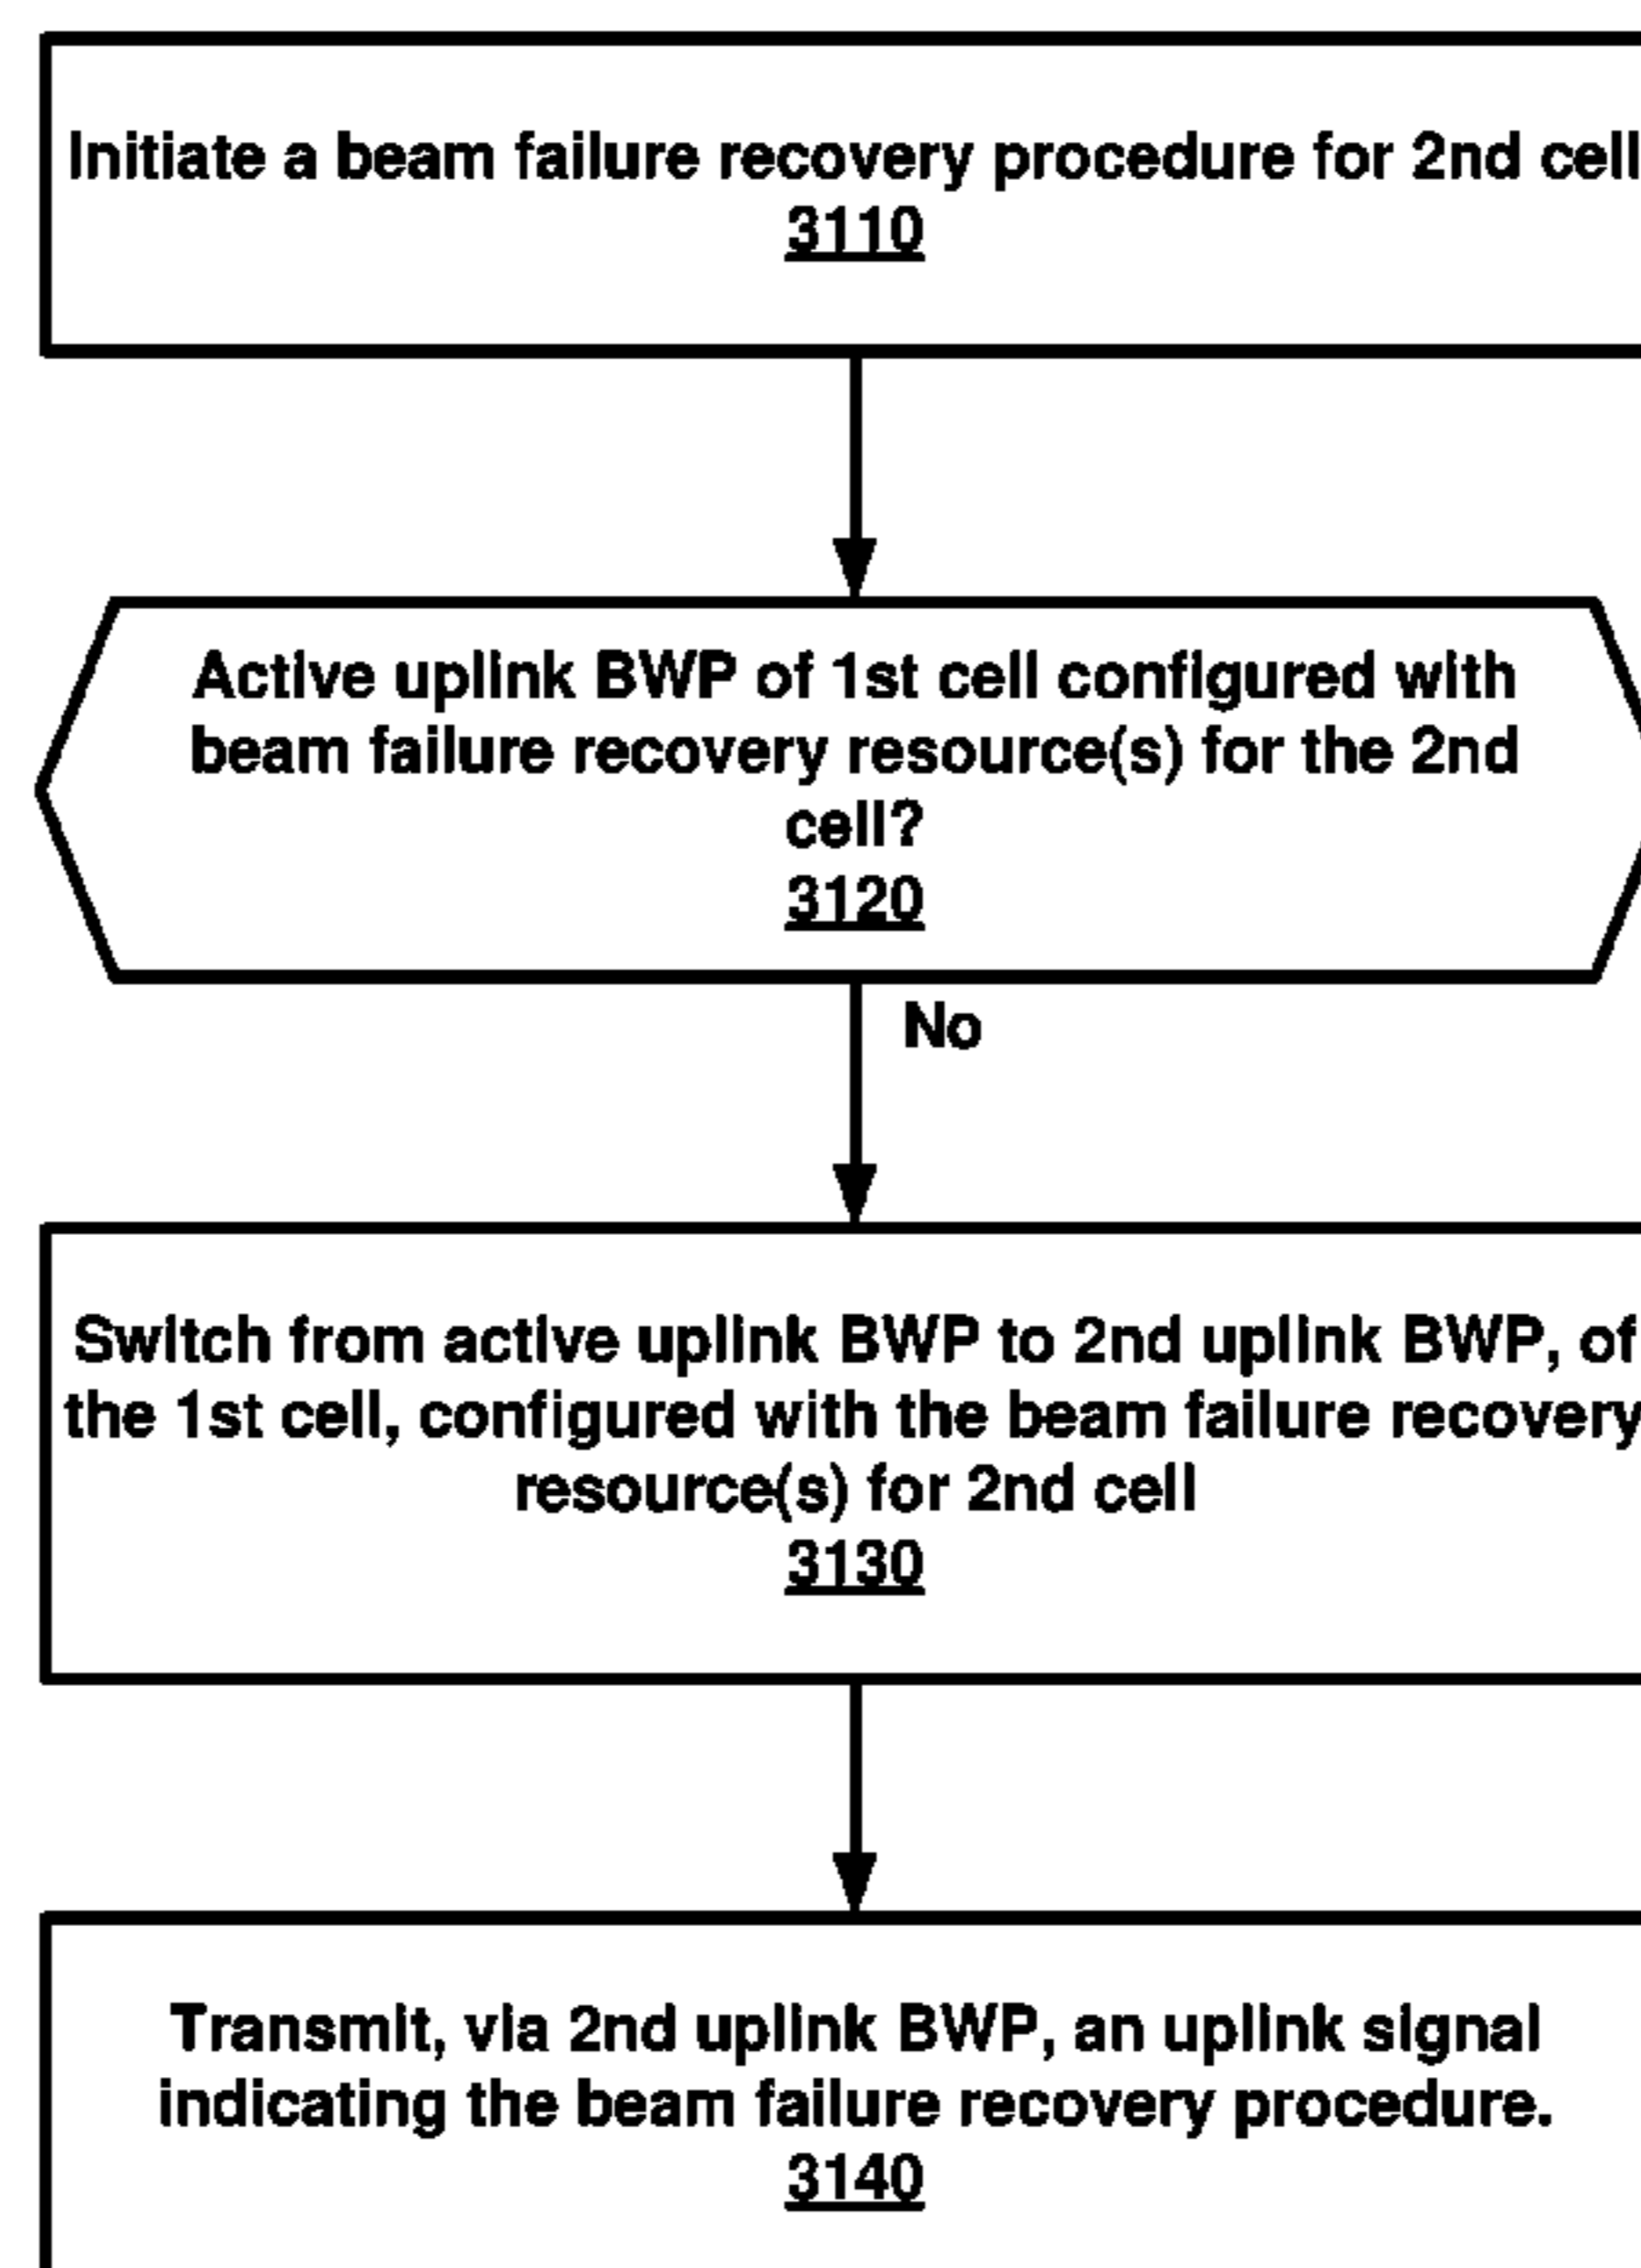 Initiate a beam failure recovery procedure for 2nd cell
3110
Active uplink BWP of 1st cell configured with
beam failure recovery resource(s) for the 2nd
cell?
3120
No
Switch from active uplink BWP to 2nd uplink BWP, of
the 1st cell, configured with the beam failure recovery
resource(s) for 2nd cell
3130
Transmit, via 2nd uplink BWP, an uplink signal
indicating the beam failure recovery procedure.
3140